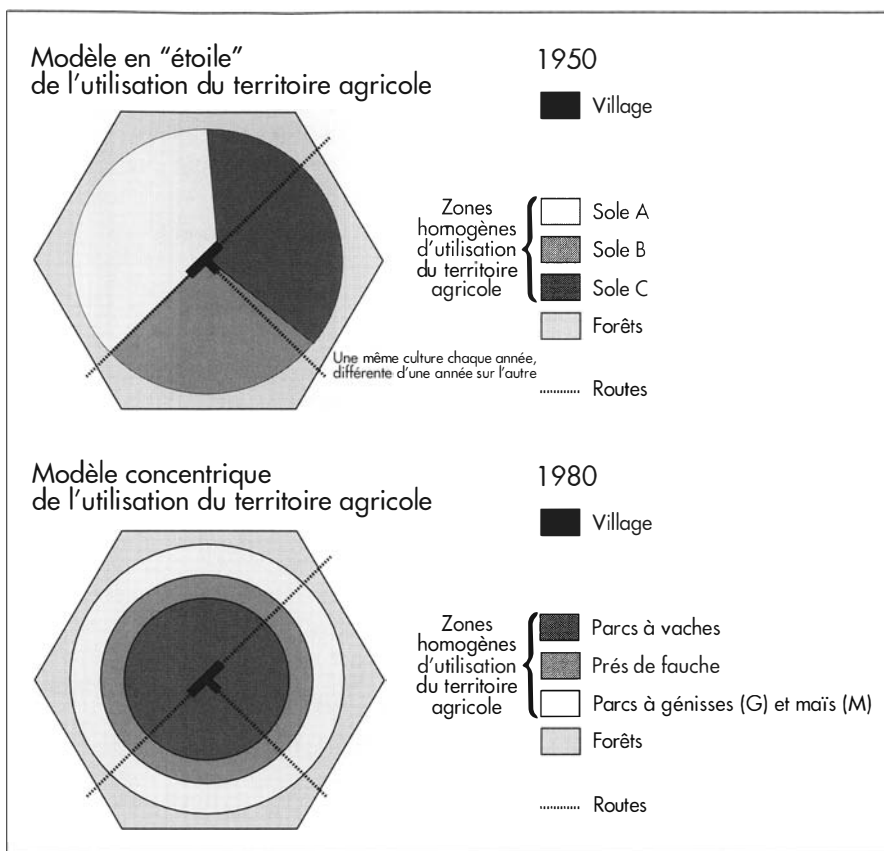 Modèle en "étoile"
de l'utilisation du territoire agricole
1950
Village
Zones
homogènes
d'utilisation
du territoire
agricole
Sole A
Sole B
Sole C
Forêts
Une même culture chaque année,
différente d'une année sur l'autre
Routes
Modèle concentrique
de l'utilisation du territoire agricole
1980
Village
Zones
homogènes
d'utilisation
du territoire
agricole
Parcs à vaches
Prés de fauche
Parcs à génisses (G) et maïs (M)
Forêts
Routes